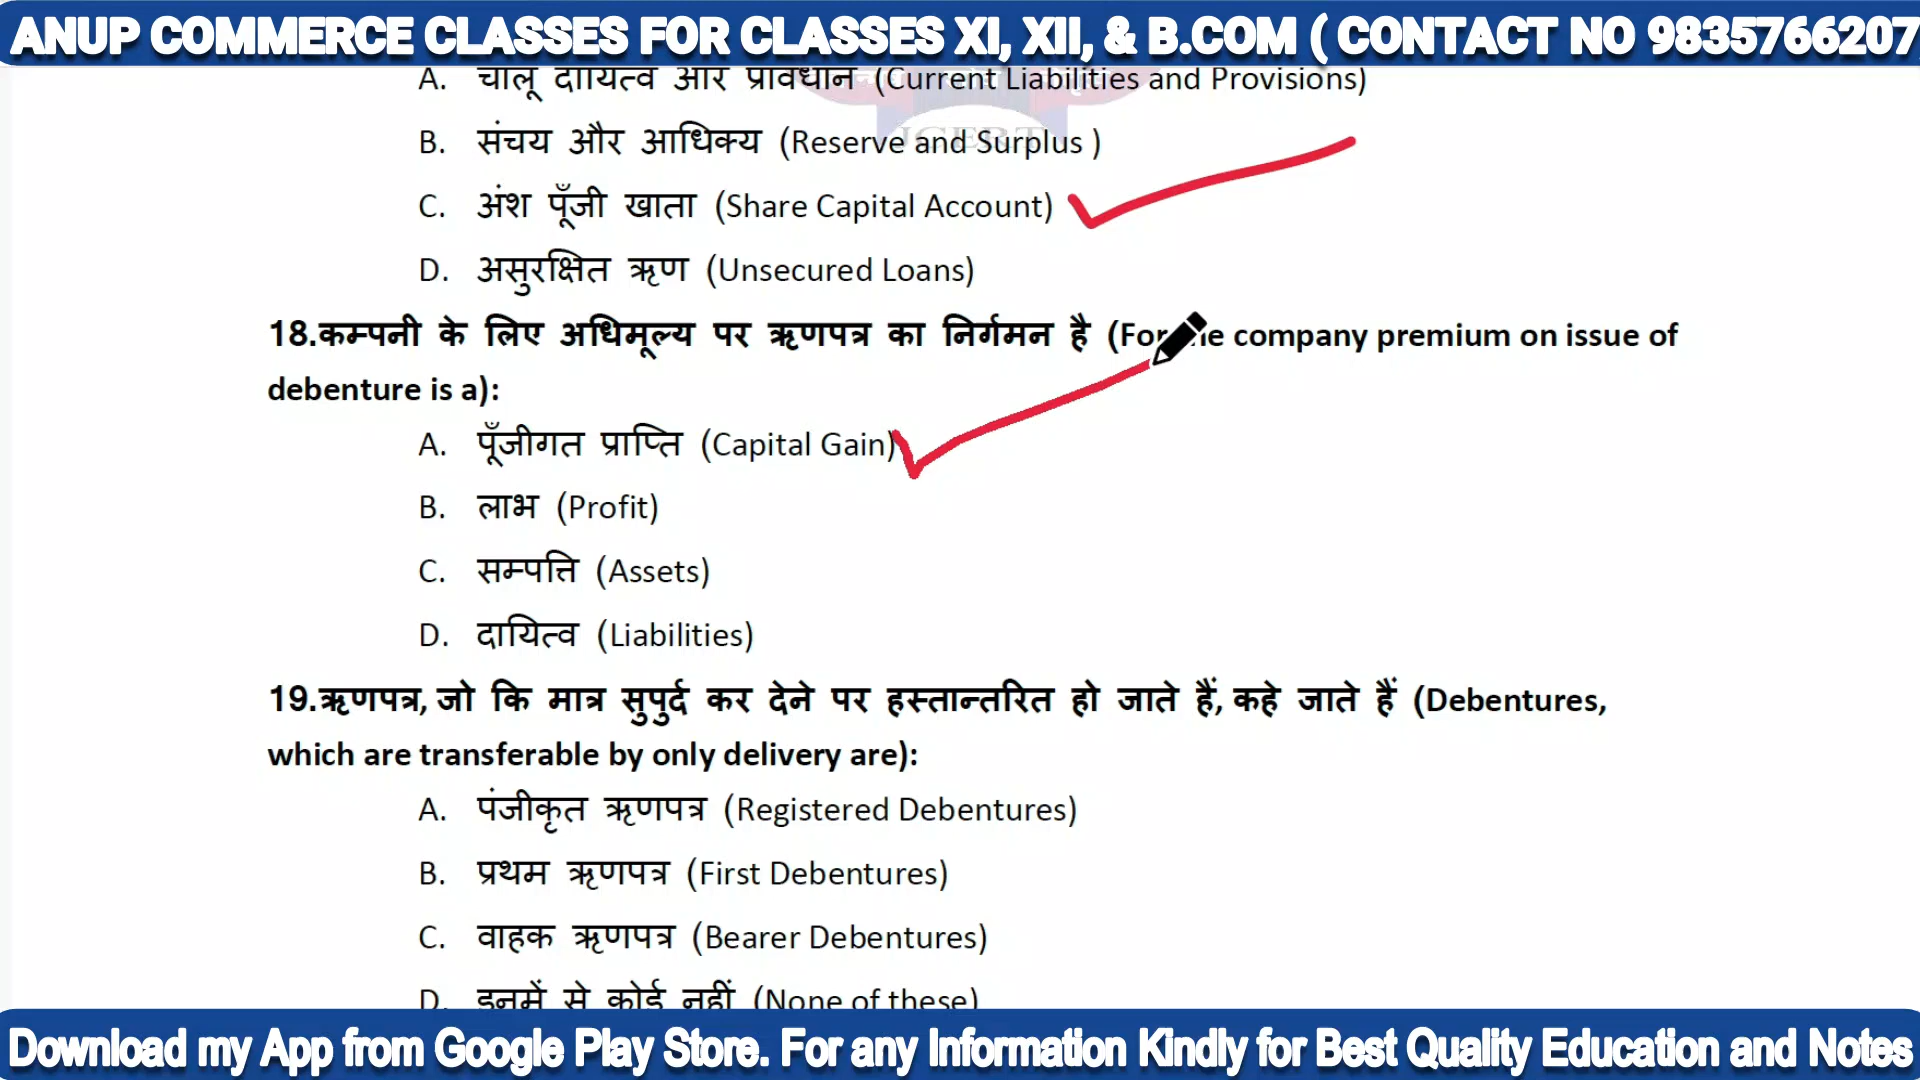 ANUP COMMERCE CLASSES FOR CLASSES XI, XII, & B.COM ( CONTACT NO 9835766207
A. चालू दायित्व और प्रावधान (Current Liabilities and Provisions)
JCERT
B. संचय और आधिक्य (Reserve and Surplus )
C. अंश पूँजी खाता (Share Capital Account)
D. असुरक्षित ऋण (Unsecured Loans)
18.कम्पनी के लिए अधिमूल्य पर ऋणपत्र का निर्गमन है (For the company premium on issue of
debenture is a):
A. पूँजीगत प्राप्ति (Capital Gain)
B. लाभ (Profit)
C. सम्पत्ति (Assets)
D. दायित्व (Liabilities)
19.ऋणपत्र, जो कि मात्र सुपुर्द कर देने पर हस्तान्तरित हो जाते हैं, कहे जाते हैं (Debentures,
which are transferable by only delivery are):
A. पंजीकृत ऋणपत्र (Registered Debentures)
B. प्रथम ऋणपत्र (First Debentures)
C. वाहक ऋणपत्र (Bearer Debentures)
D. इनमें से कोई नहीं (None of these)
Download my App from Google Play Store. For any Information Kindly for Best Quality Education and Notes